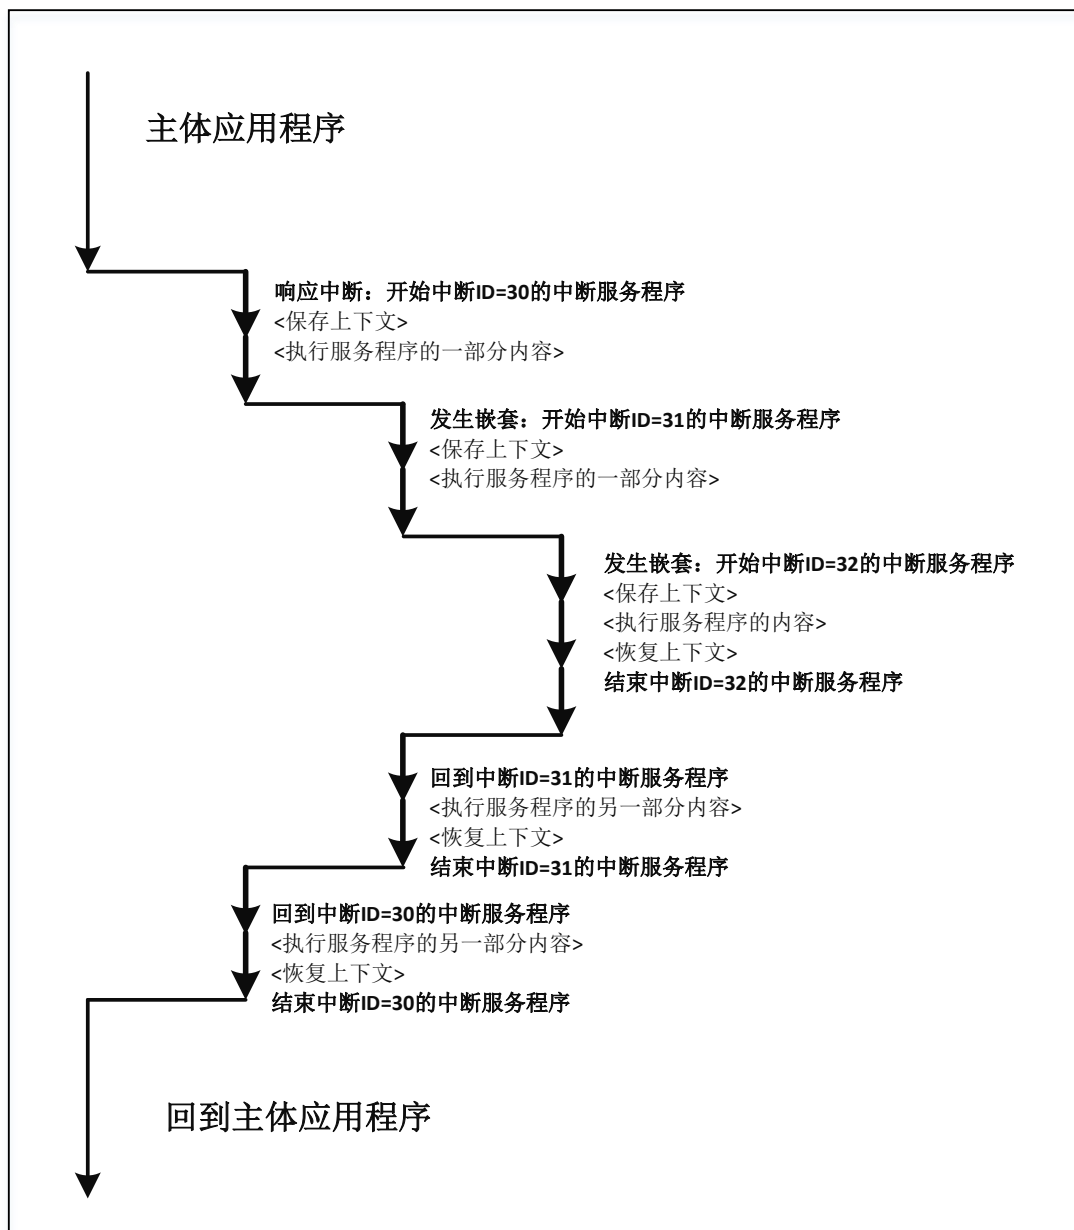 主体应用程序
响应中断：开始中断ID=30的中断服务程序
<保存上下文>
<执行服务程序的一部分内容>
发生嵌套：开始中断ID=31的中断服务程序
<保存上下文>
<执行服务程序的一部分内容>
发生嵌套：开始中断ID=32的中断服务程序
<保存上下文>
<执行服务程序的内容>
<恢复上下文>
结束中断ID=32的中断服务程序
回到中断ID=31的中断服务程序
<执行服务程序的另一部分内容>
<恢复上下文>
结束中断ID=31的中断服务程序
回到中断ID=30的中断服务程序
<执行服务程序的另一部分内容>
<恢复上下文>
结束中断ID=30的中断服务程序
回到主体应用程序